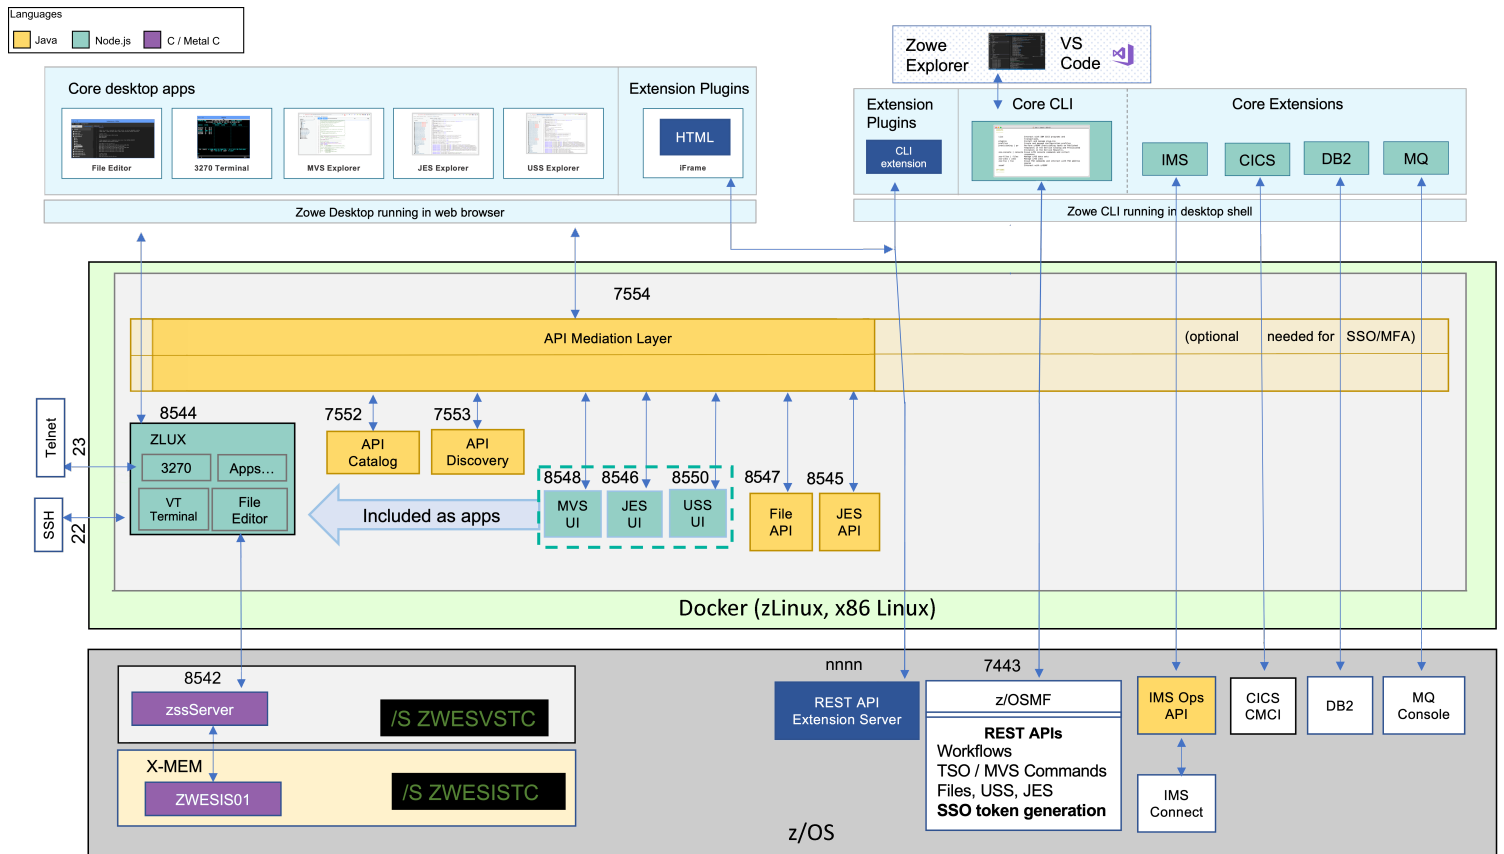 Languages
Java
Node.js
C / Metal C
Zowe
Explorer
VS
Code
Core desktop apps
File Editor
3270 Terminal
MVS Explorer
JES Explorer
USS Explorer
Extension Plugins
HTML
iFrame
Zowe Desktop running in web browser
Extension
Plugins
CLI
extension
Core CLI
Core Extensions
IMS
CICS
DB2
MQ
Zowe CLI running in desktop shell
7554
API Mediation Layer
(optional needed for SSO/MFA)
Telnet
23
SSH
22
8544
ZLUX
3270
Apps...
VT
Terminal
File
Editor
7552
API
Catalog
7553
API
Discovery
Included as apps
8548
MVS
UI
8546
JES
UI
8550
USS
UI
8547
File
API
8545
JES
API
Docker (zLinux, x86 Linux)
8542
zssServer
/S ZWESVSTC
X-MEM
ZWESIS01
/S ZWESISTC
nnnn
REST API
Extension Server
7443
z/OSMF
REST APIs
Workflows
TSO / MVS Commands
Files, USS, JES
SSO token generation
IMS Ops
API
IMS
Connect
CICS
CMCI
DB2
MQ
Console
z/OS